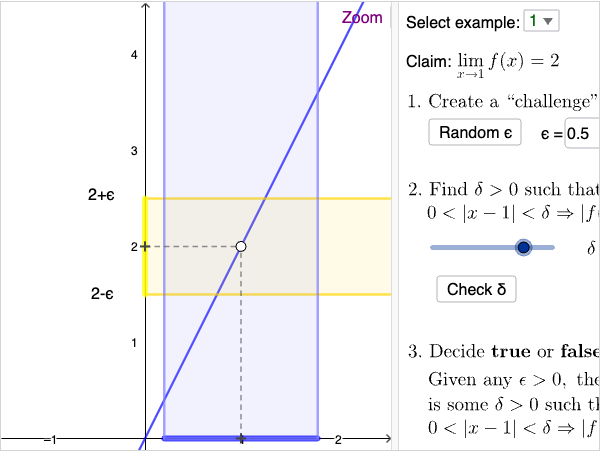 Zoom
4
3
2+ϵ
2
2-ϵ
1
–1
2
Select example: 1
Claim: lim x→1 f(x) = 2
1. Create a “challenge”
Random ϵ ϵ = 0.5
2. Find δ > 0 such that
0 < |x − 1| < δ ⇒ |f
δ
Check δ
3. Decide true or false
Given any ϵ > 0, the
is some δ > 0 such th
0 < |x − 1| < δ ⇒ |f